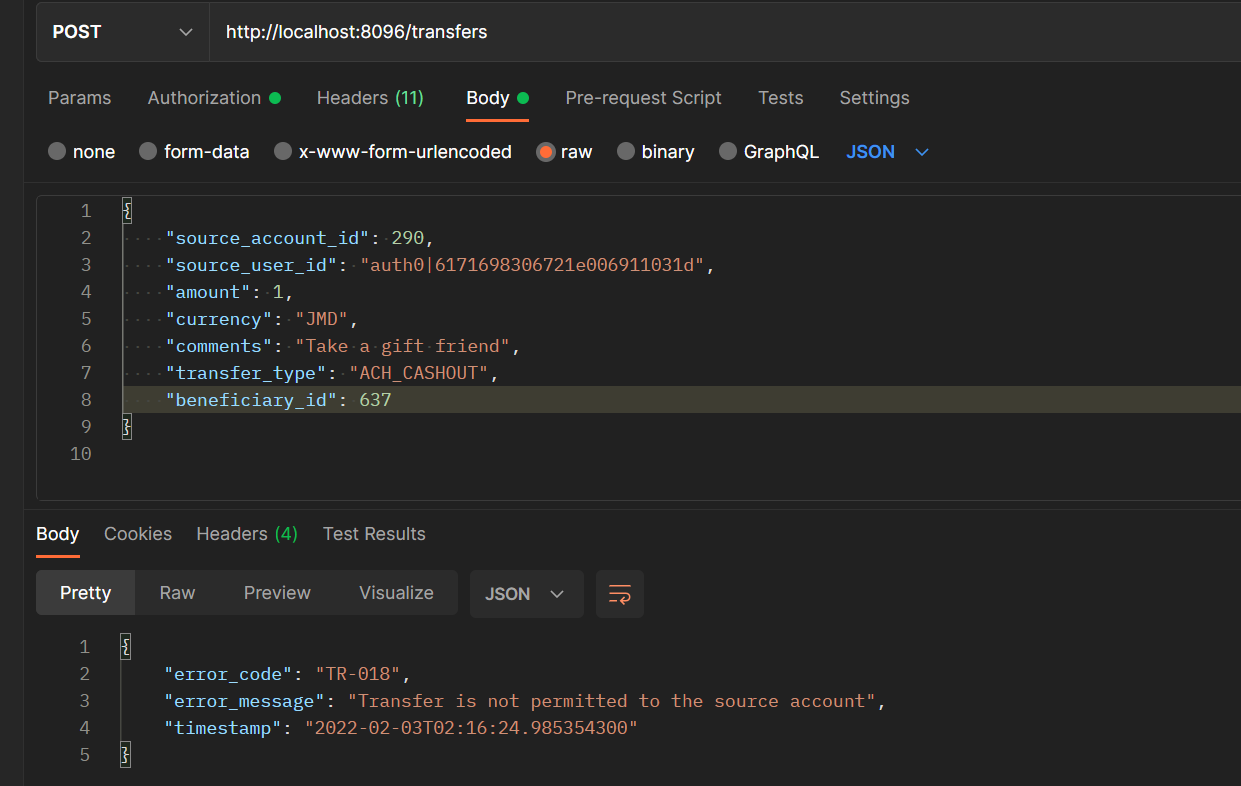 POST http://localhost:8096/transfers
Params Authorization Headers (11) Body Pre-request Script Tests Settings
none form-data x-www-form-urlencoded raw binary GraphQL JSON
1 {
2 "source_account_id": 290,
3 "source_user_id": "auth0|6171698306721e006911031d",
4 "amount": 1,
5 "currency": "JMD",
6 "comments": "Take a gift friend",
7 "transfer_type": "ACH_CASHOUT",
8 "beneficiary_id": 637
9 }
10
Body Cookies Headers (4) Test Results
Pretty Raw Preview Visualize JSON
1 {
2 "error_code": "TR-018",
3 "error_message": "Transfer is not permitted to the source account",
4 "timestamp": "2022-02-03T02:16:24.985354300"
5 }